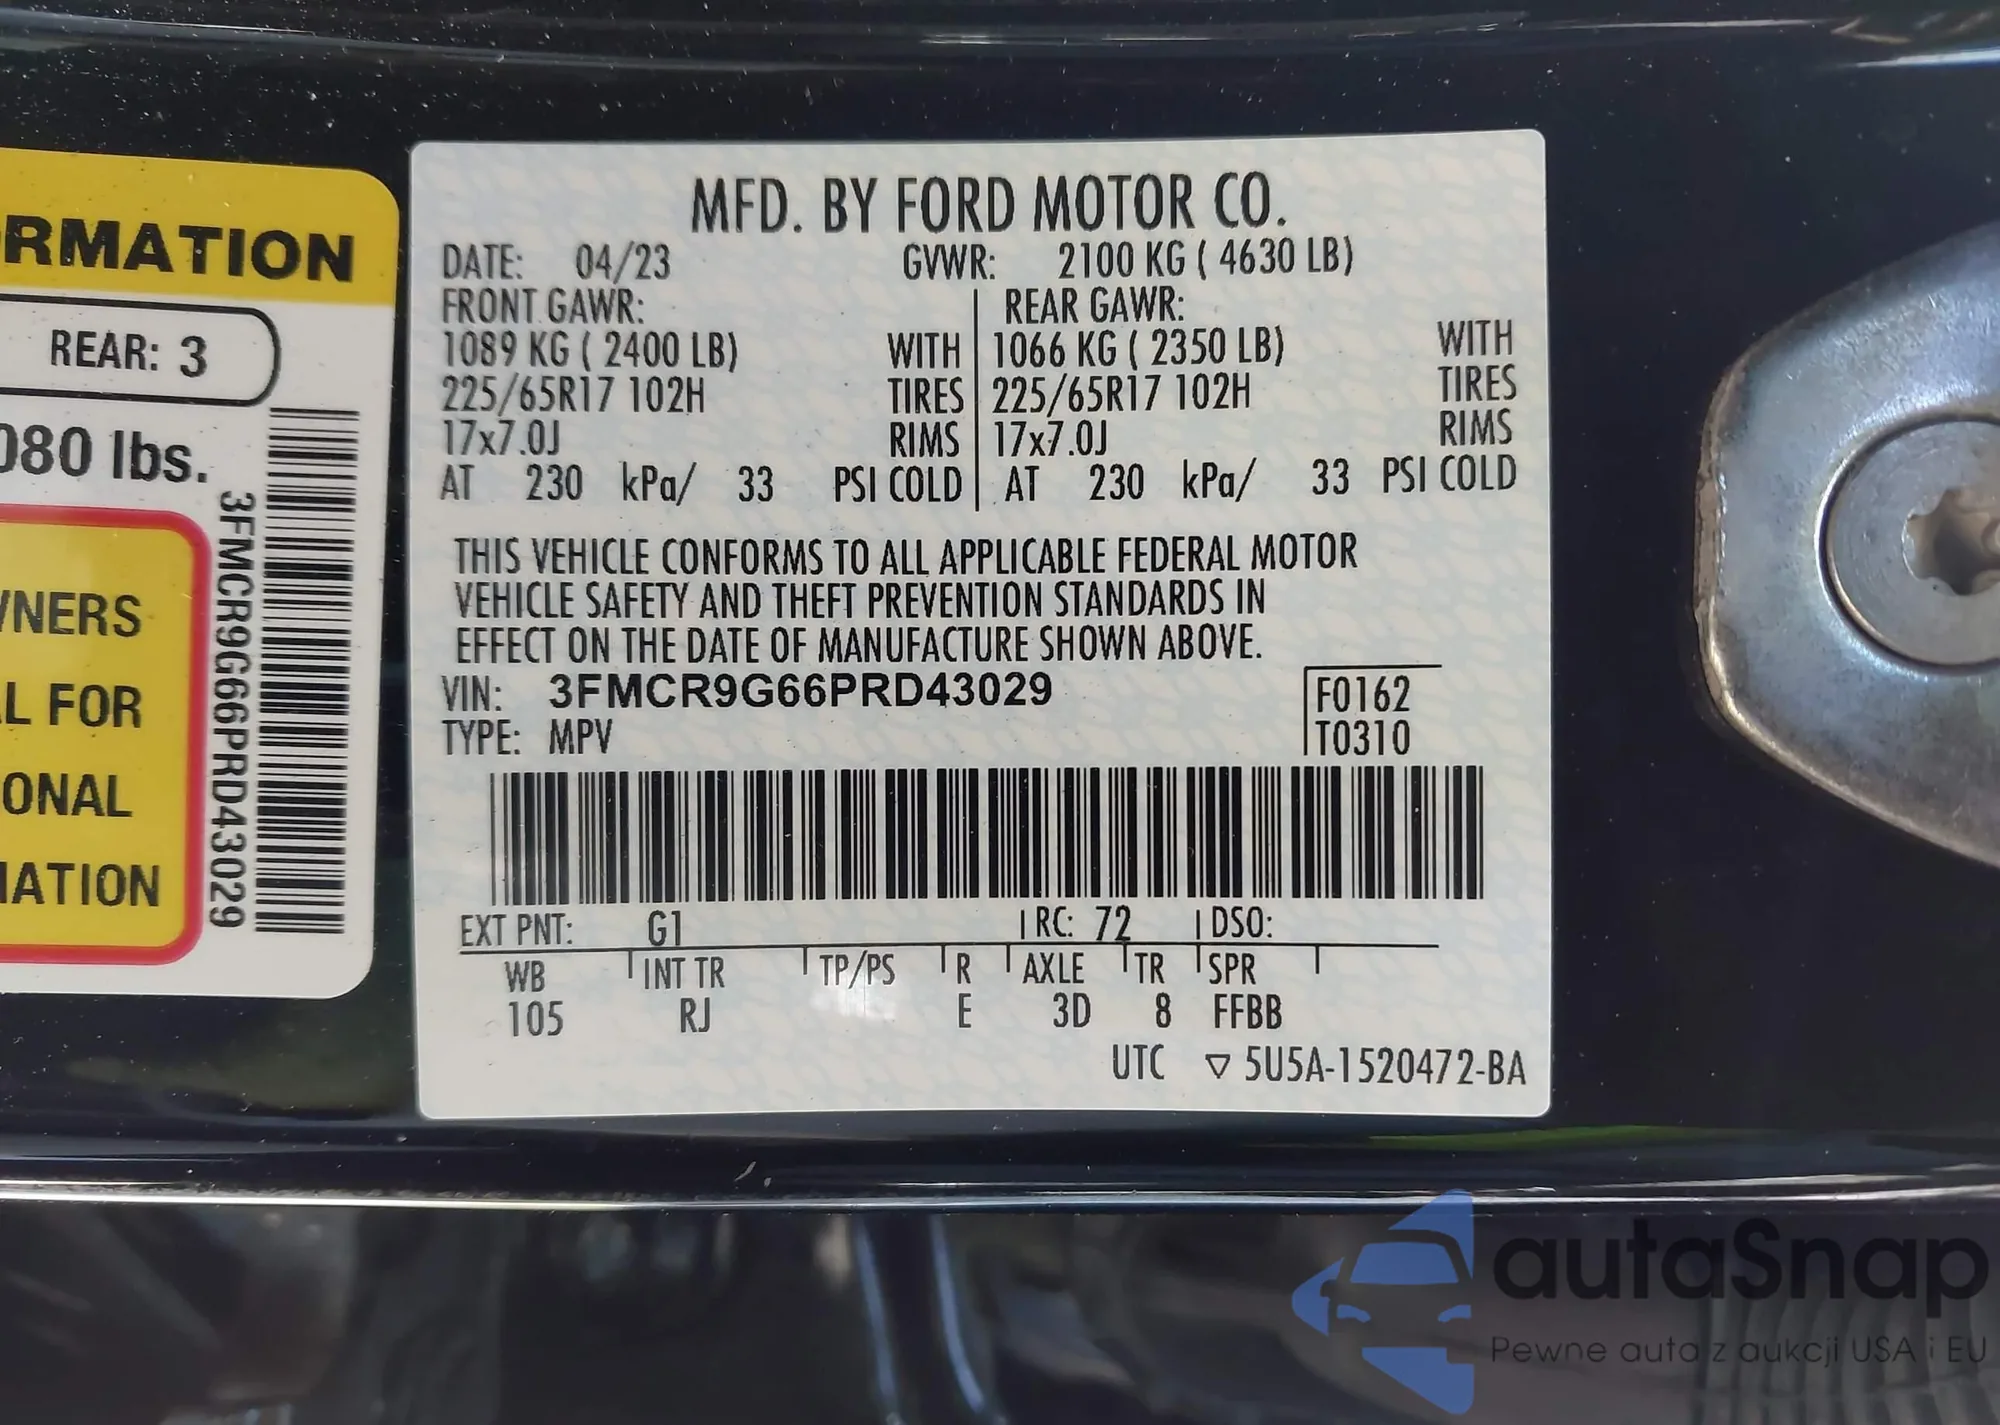 RMATION
REAR: 3
080 lbs.
3FMCR9G66PRD43029
WNERS
L FOR
ONAL
MATION
MFD. BY FORD MOTOR CO.
DATE: 04/23 GVWR: 2100 KG ( 4630 LB)
FRONT GAWR: REAR GAWR:
1089 KG ( 2400 LB) WITH 1066 KG ( 2350 LB) WITH
225/65R17 102H TIRES 225/65R17 102H TIRES
17x7.0J RIMS 17x7.0J RIMS
AT 230 kPa/ 33 PSI COLD AT 230 kPa/ 33 PSI COLD
THIS VEHICLE CONFORMS TO ALL APPLICABLE FEDERAL MOTOR
VEHICLE SAFETY AND THEFT PREVENTION STANDARDS IN
EFFECT ON THE DATE OF MANUFACTURE SHOWN ABOVE.
VIN: 3FMCR9G66PRD43029 F0162
TYPE: MPV T0310
EXT PNT: G1 RC: 72 DSO:
WB INT TR TP/PS R AXLE TR SPR
105 RJ E 3D 8 FFBB
UTC ▽ 5U5A-1520472-BA
autaSnap
Pewne auta z aukcji USA i EU